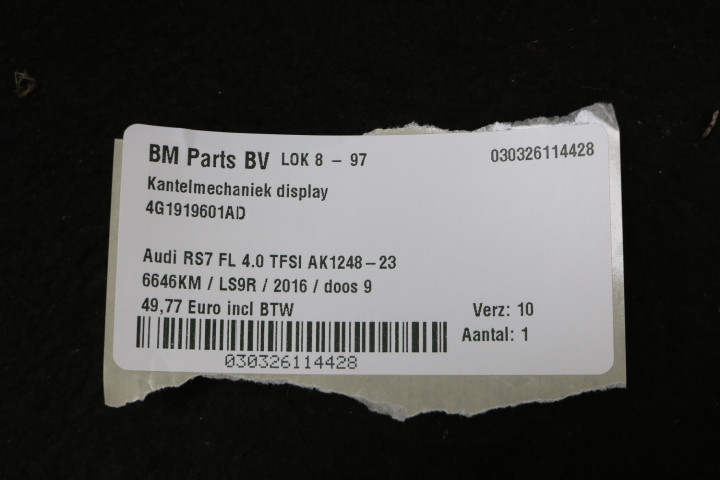 BM Parts BV LOK 8 - 97 030326114428
Kantelmechaniek display
4G1919601AD
Audi RS7 FL 4.0 TFSI AK1248-23
6646KM / LS9R / 2016 / doos 9
49,77 Euro incl BTW Verz: 10
Aantal: 1
030326114428